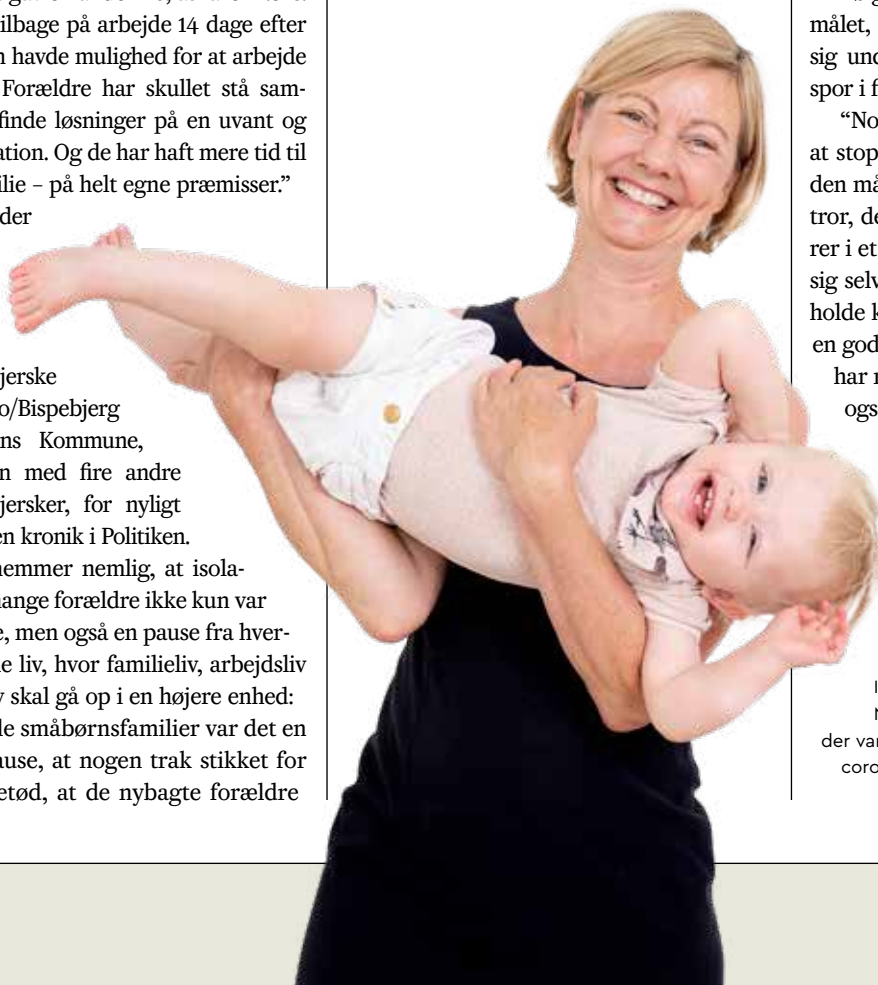 tilbage på arbejde 14 dage efter
havde mulighed for at arbejde
Forældre har skullet stå sam-
finde løsninger på en uvant og
ation. Og de har haft mere tid til
ilie – på helt egne præmisser.”
der
jerske
o/Bispebjerg
ns Kommune,
n med fire andre
jersker, for nyligt
en kronik i Politiken.
nemmer nemlig, at isola-
mange forældre ikke kun var
e, men også en pause fra hver-
e liv, hvor familieliv, arbejdsliv
v skal gå op i en højere enhed:
de småbørnsfamilier var det en
ause, at nogen trak stikket for
etød, at de nybagte forældre
målet,
sig und
spor i f
“No
at stop
den må
tror, de
rer i et
sig selv
holde k
en god
har n
ogs
der var
coro